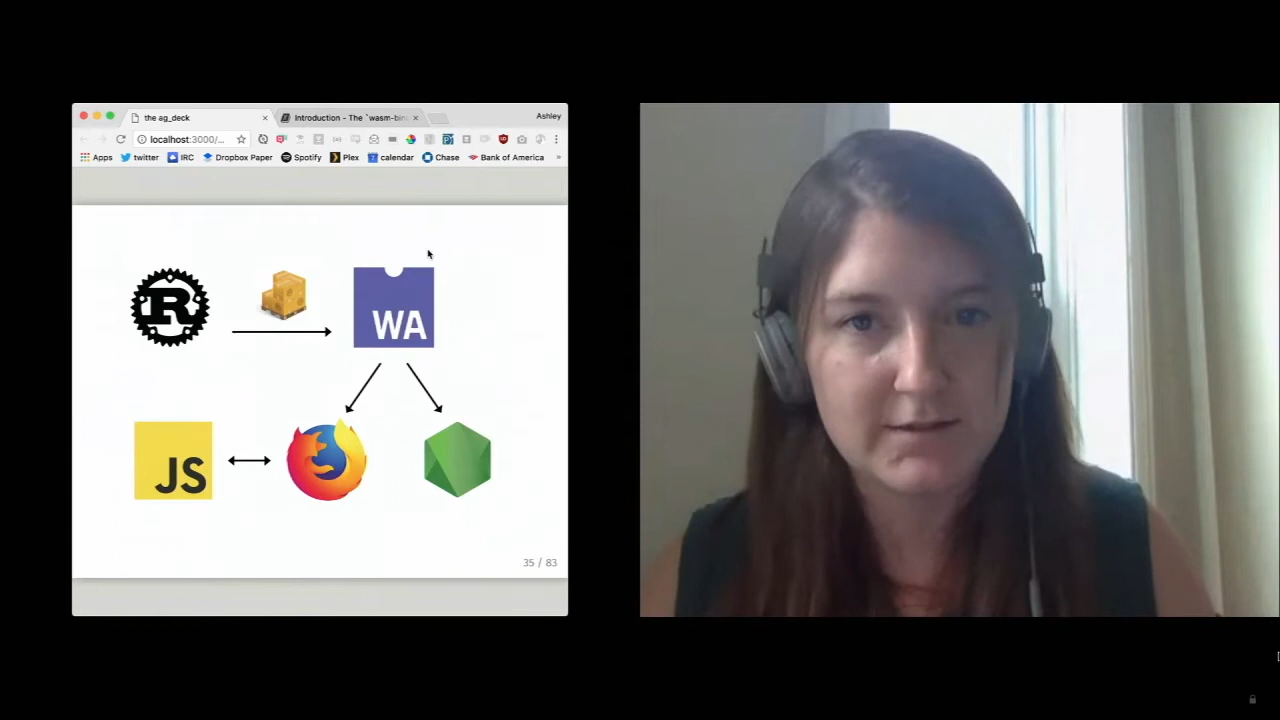 the ag_deck
Introduction - The `wasm-bin
Ashley
localhost:3000/...
Apps twitter IRC Dropbox Paper Spotify Plex calendar Chase Bank of America »
R
WA
JS
35 / 83